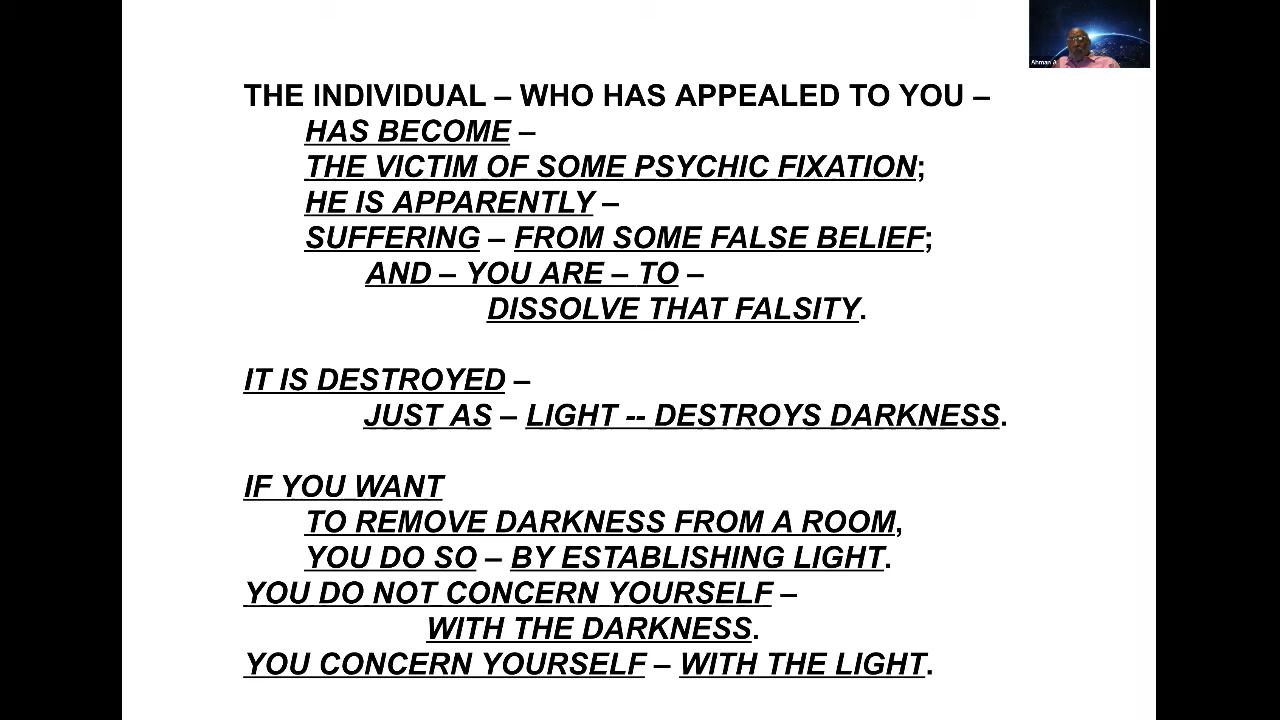 Ahman A
THE INDIVIDUAL – WHO HAS APPEALED TO YOU –
HAS BECOME –
THE VICTIM OF SOME PSYCHIC FIXATION;
HE IS APPARENTLY –
SUFFERING – FROM SOME FALSE BELIEF;
AND – YOU ARE – TO –
DISSOLVE THAT FALSITY.
IT IS DESTROYED –
JUST AS – LIGHT -- DESTROYS DARKNESS.
IF YOU WANT
TO REMOVE DARKNESS FROM A ROOM,
YOU DO SO – BY ESTABLISHING LIGHT.
YOU DO NOT CONCERN YOURSELF –
WITH THE DARKNESS.
YOU CONCERN YOURSELF – WITH THE LIGHT.